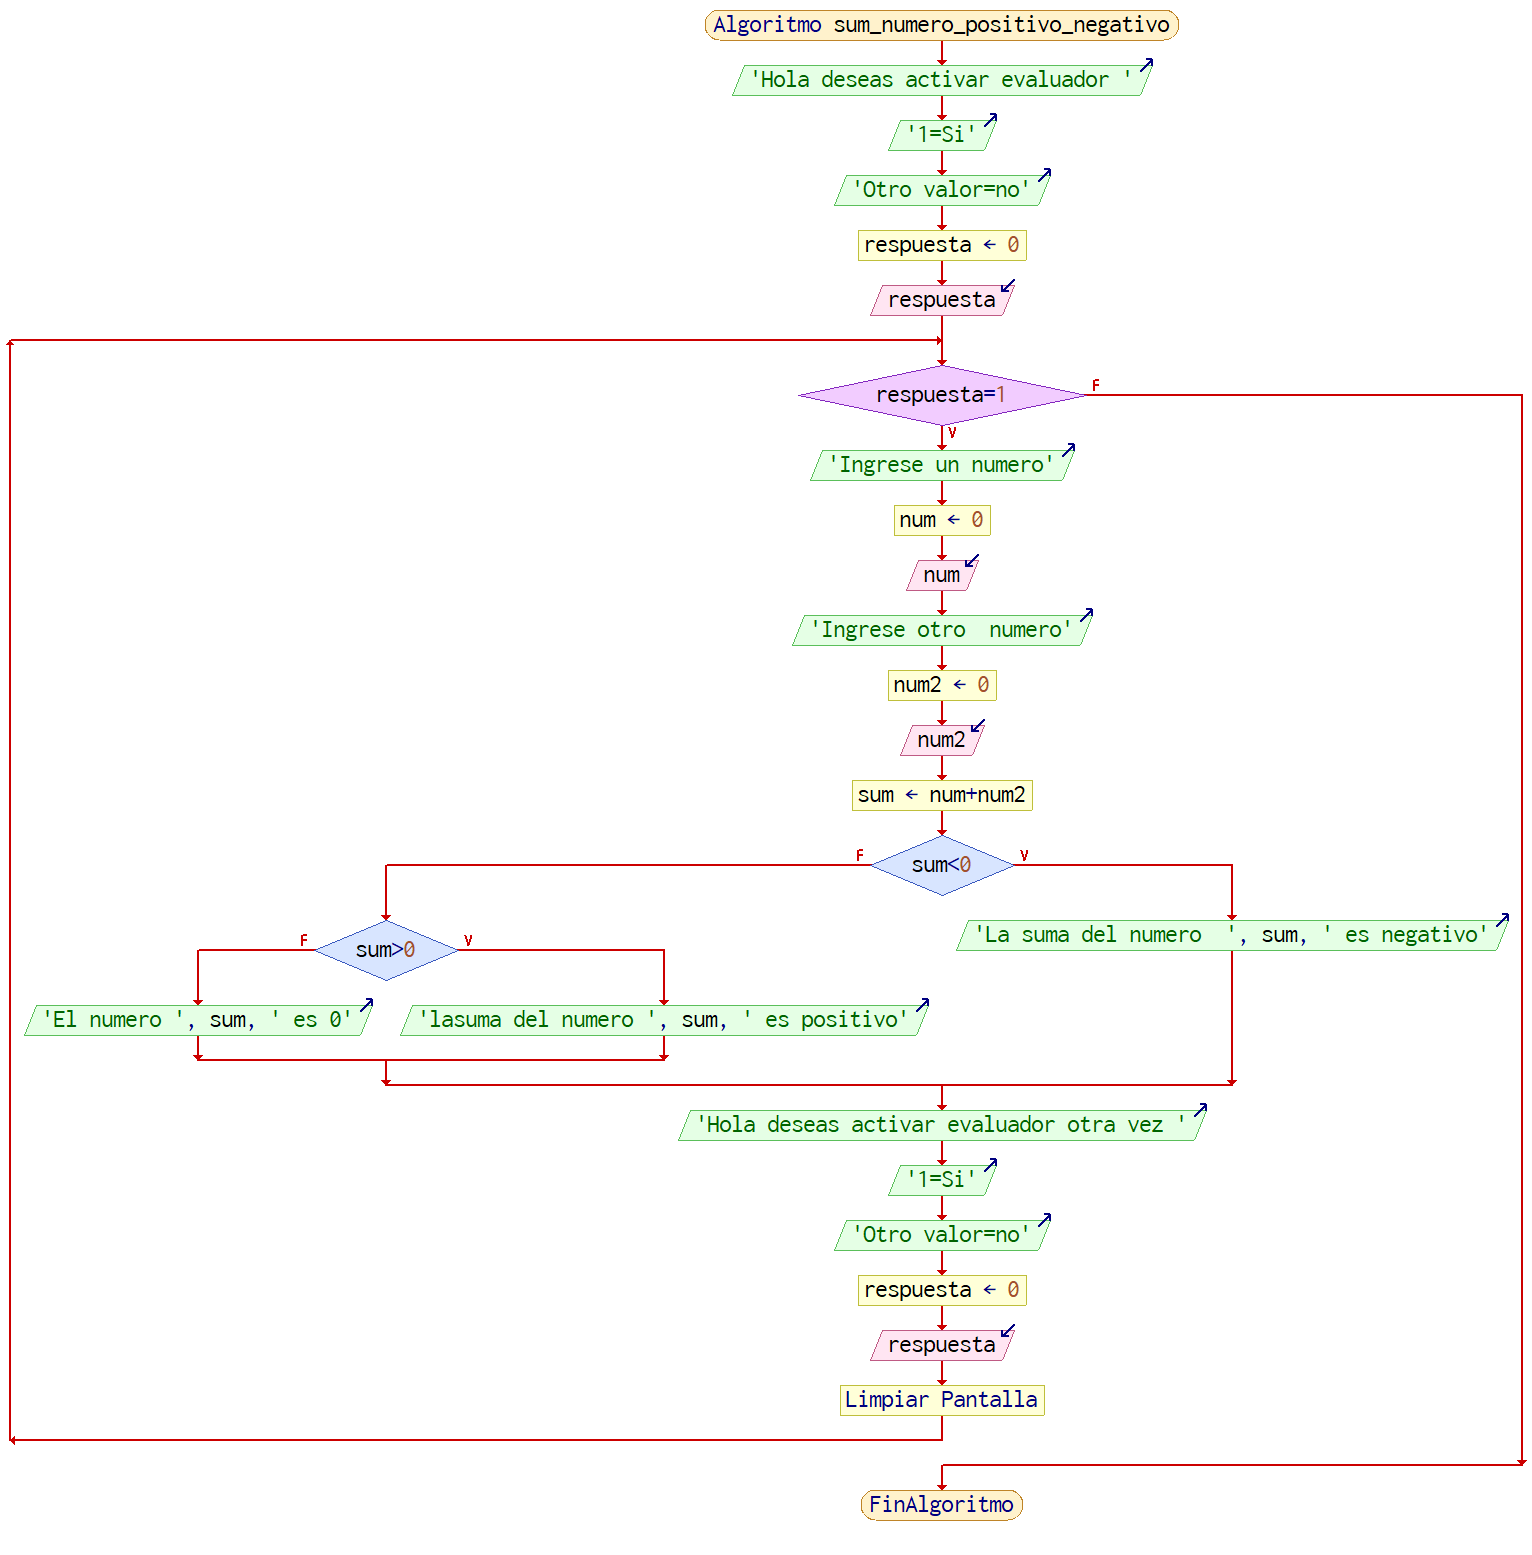 Algoritmo sum_numero_positivo_negativo
'Hola deseas activar evaluador '
'1=Si'
'Otro valor=no'
respuesta ← 0
respuesta
respuesta=1
F
V
'Ingrese un numero'
num ← 0
num
'Ingrese otro  numero'
num2 ← 0
num2
sum ← num+num2
F
sum<0
V
F
sum>0
V
'La suma del numero  ', sum, ' es negativo'
'El numero ', sum, ' es 0'
'lasuma del numero ', sum, ' es positivo'
'Hola deseas activar evaluador otra vez '
'1=Si'
'Otro valor=no'
respuesta ← 0
respuesta
Limpiar Pantalla
FinAlgoritmo